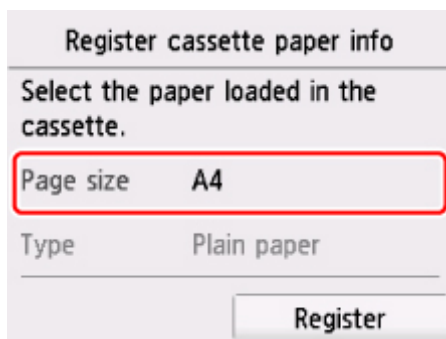 Register cassette paper info
Select the paper loaded in the
cassette.
Page size A4
Type Plain paper
Register